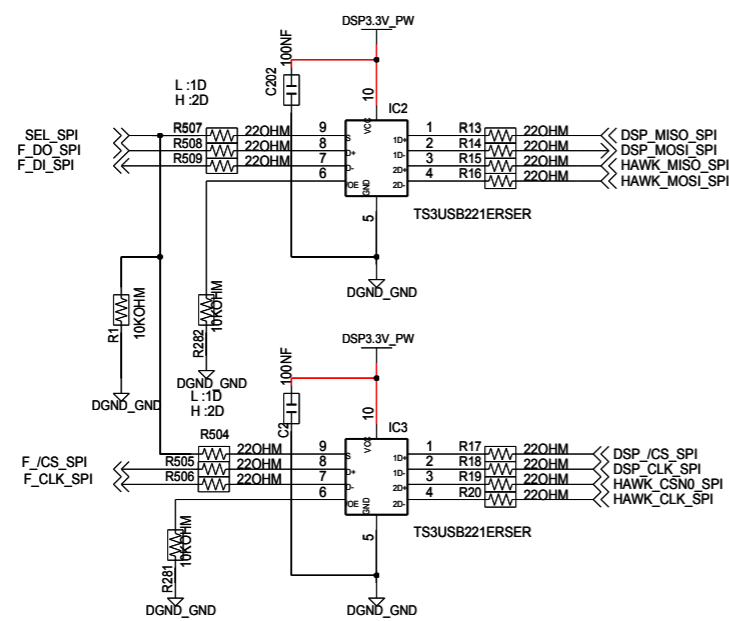 DSP3.3V_PW
100NF
C202
L :1D
H :2D
10
IC2
VCC
SEL_SPI
R507
22OHM
9
S
1D+
1
R13
22OHM
DSP_MISO_SPI
F_DO_SPI
R508
22OHM
8
D+
1D-
2
R14
22OHM
DSP_MOSI_SPI
F_DI_SPI
R509
22OHM
7
D-
2D+
3
R15
22OHM
HAWK_MISO_SPI
6
OE
GND
2D-
4
R16
22OHM
HAWK_MOSI_SPI
5
TS3USB221ERSER
DGND_GND
R1
10KOHM
R282
10KOHM
DGND_GND
DGND_GND
L :1D
H :2D
DSP3.3V_PW
100NF
C2
10
IC3
VCC
R504
22OHM
9
S
1D+
1
R17
22OHM
DSP_/CS_SPI
F_/CS_SPI
R505
22OHM
8
D+
1D-
2
R18
22OHM
DSP_CLK_SPI
F_CLK_SPI
R506
22OHM
7
D-
2D+
3
R19
22OHM
HAWK_CSN0_SPI
6
OE
GND
2D-
4
R20
22OHM
HAWK_CLK_SPI
5
TS3USB221ERSER
R281
10KOHM
DGND_GND
DGND_GND